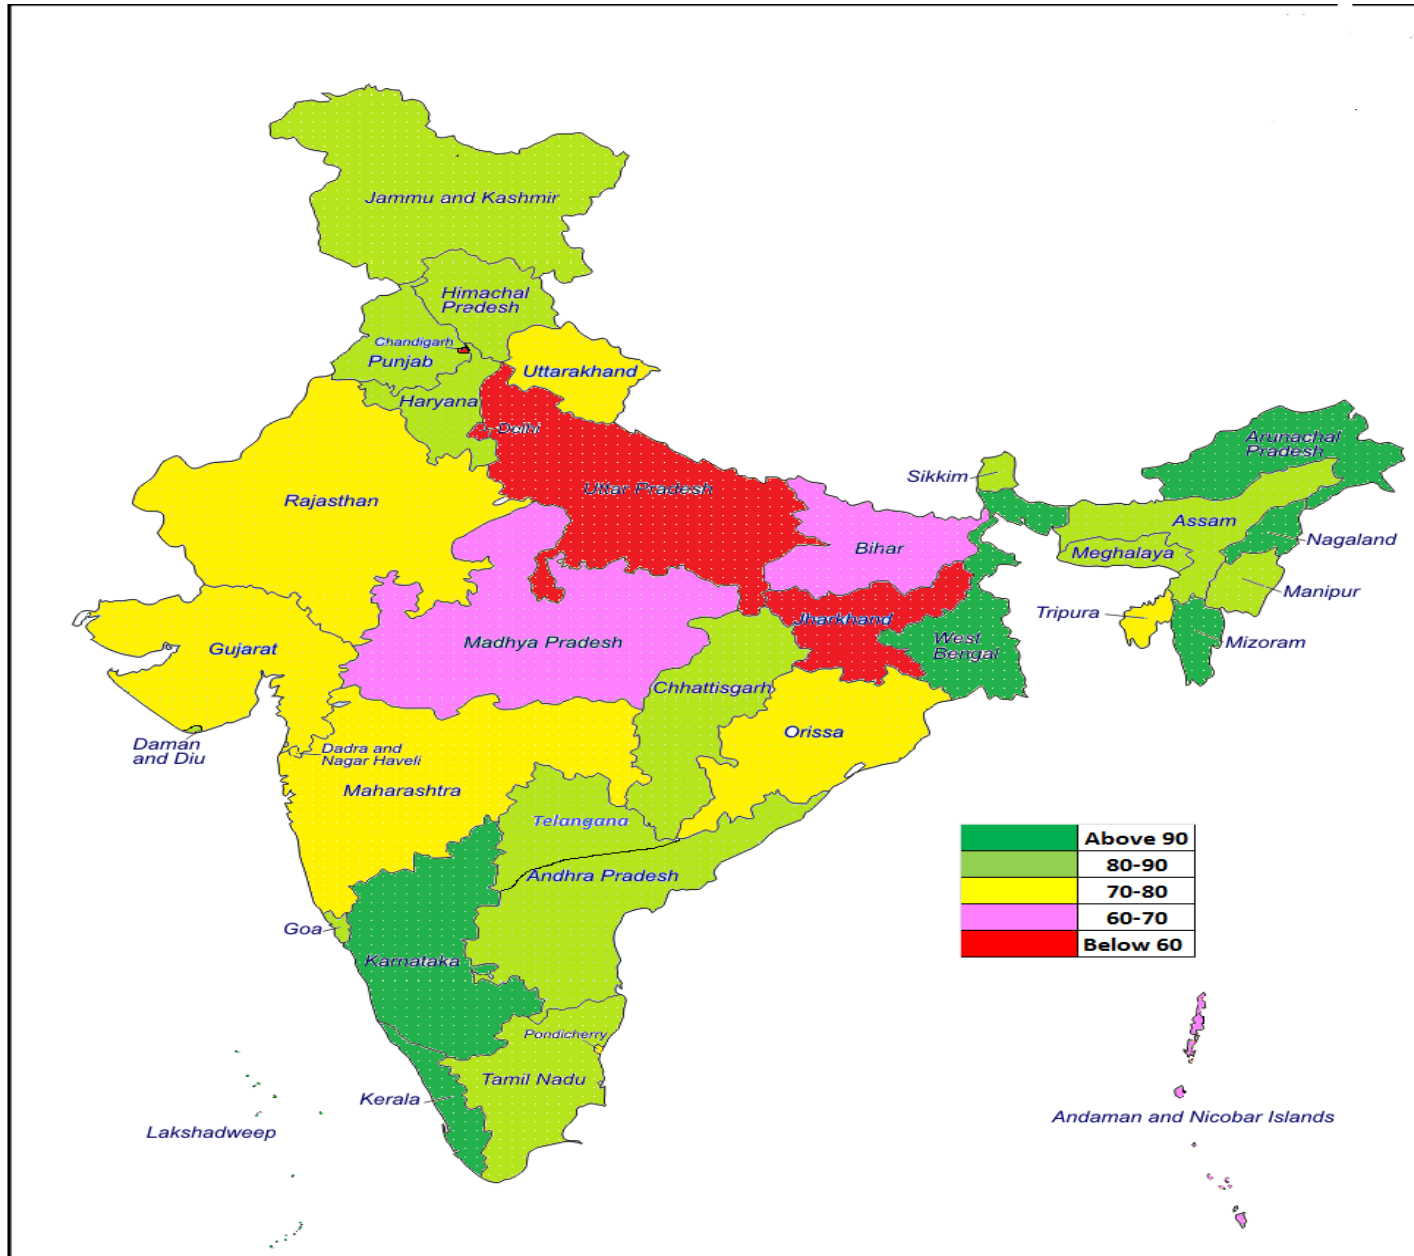 Jammu and Kashmir
Himachal
Pradesh
Chandigarh
Punjab
Uttarakhand
Haryana
Delhi
Arunachal
Pradesh
Sikkim
Uttar Pradesh
Rajasthan
Assam
Nagaland
Bihar
Meghalaya
Manipur
Tripura
Jharkhand
Mizoram
Madhya Pradesh
West
Bengal
Gujarat
Chhattisgarh
Orissa
Daman
and Diu
Dadra and
Nagar Haveli
Maharashtra
Telangana
Above 90
80-90
70-80
60-70
Below 60
Andhra Pradesh
Goa
Karnataka
Pondicherry
Tamil Nadu
Kerala
Lakshadweep
Andaman and Nicobar Islands